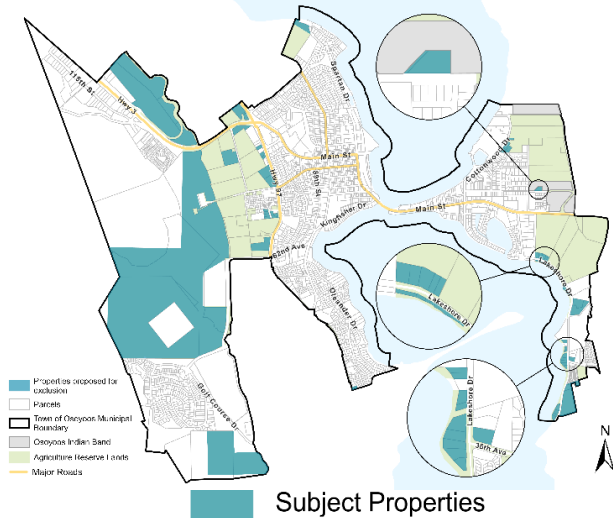 115th St
Hwy 3
Spartan Dr
Main St
Hwy 97
89th St
Kingfisher Dr
62nd Ave
Oleander Dr
Golf Course Dr
Cottonwood Dr
Main St
Lakeshore Dr
Lakeshore Dr
Lakeshore Dr
35th Ave
Properties proposed for
exclusion
Parcels
Town of Osoyoos Municipal
Boundary
Osoyoos Indian Band
Agriculture Reserve Lands
Major Roads
N
Subject Properties